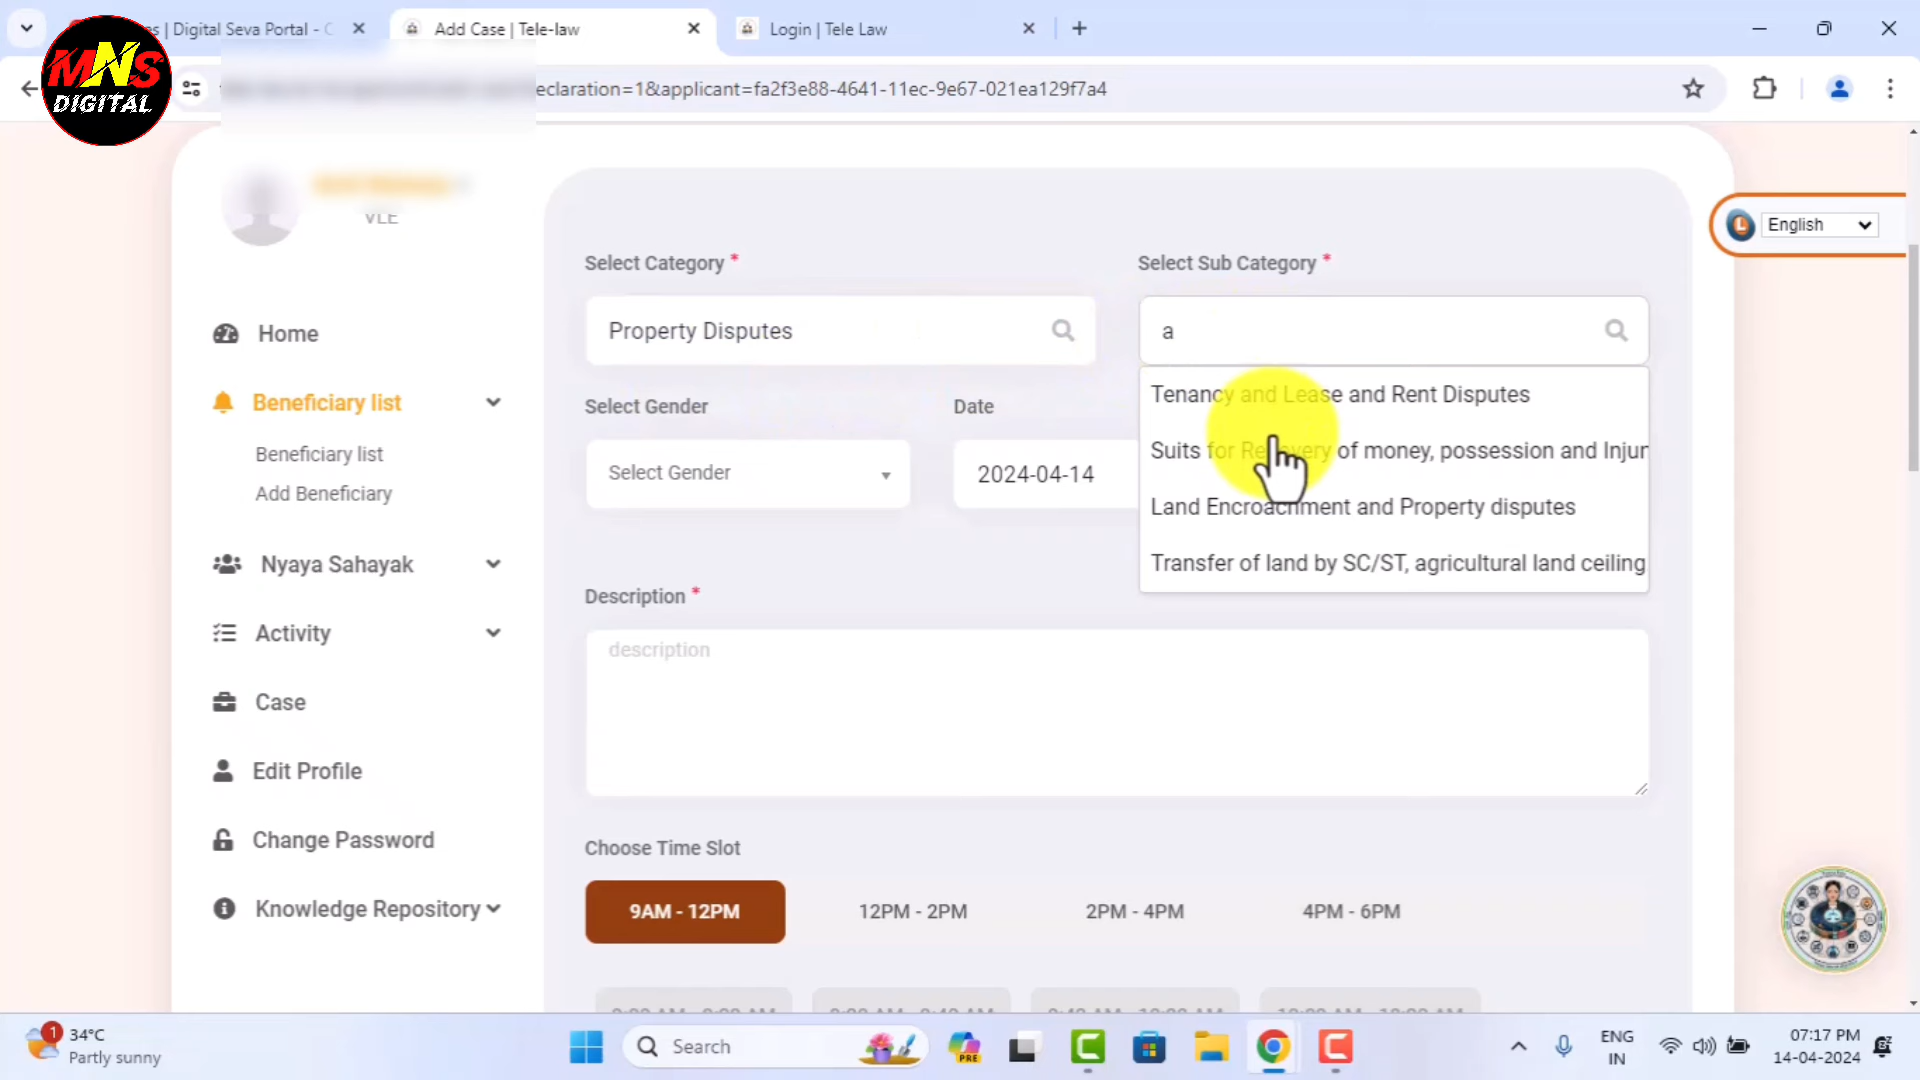 es | Digital Seva Portal - C
Add Case | Tele-law
Login | Tele Law
MNS
DIGITAL
eclaration=1&applicant=fa2f3e88-4641-11ec-9e67-021ea129f7a4
VLE
English
Select Category *
Select Sub Category *
Property Disputes
a
Home
Tenancy and Lease and Rent Disputes
Beneficiary list
Select Gender
Date
Suits for Recovery of money, possession and Injun
Beneficiary list
Select Gender
2024-04-14
Add Beneficiary
Land Encroachment and Property disputes
Nyaya Sahayak
Transfer of land by SC/ST, agricultural land ceiling
Description *
Activity
description
Case
Edit Profile
Change Password
Choose Time Slot
Knowledge Repository
9AM - 12PM
12PM - 2PM
2PM - 4PM
4PM - 6PM
1
34°C
Partly sunny
Search
PRE
ENG
IN
07:17 PM
14-04-2024